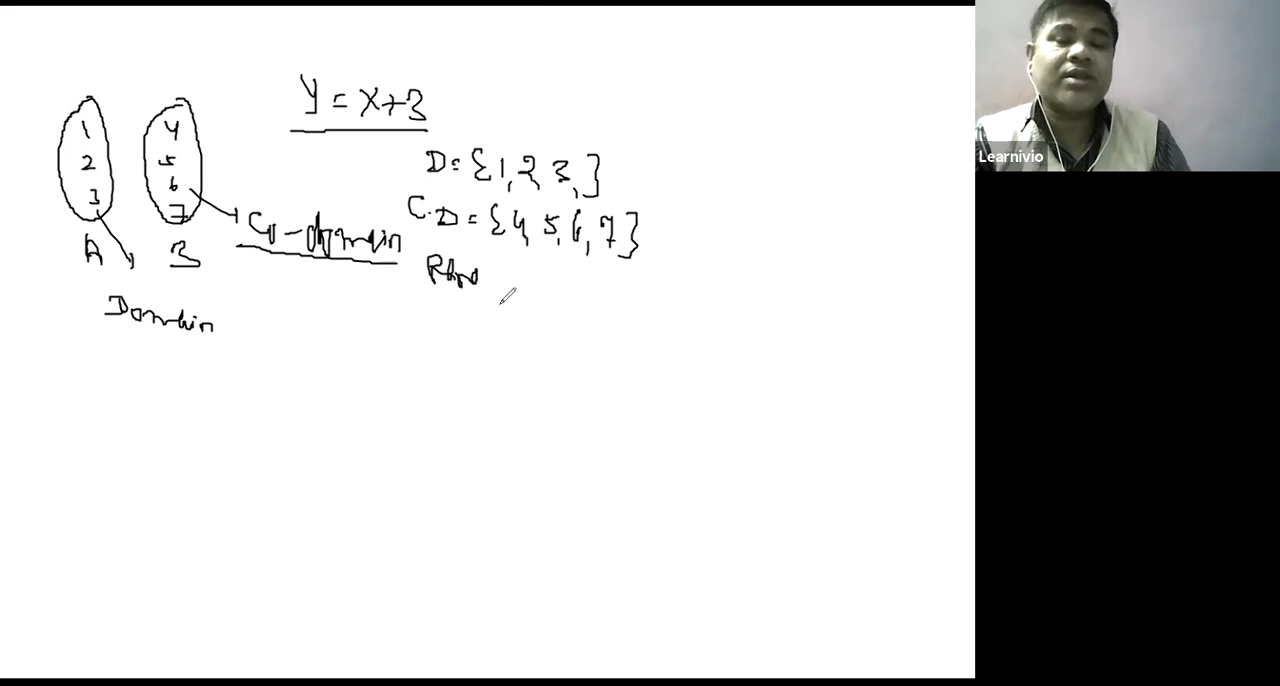 y = x+3
1
2
3
A
4
5
6
7
B
Co-domain
Domain
D = {1, 2, 3,}
C.D = {4, 5, 6, 7}
Learnivio